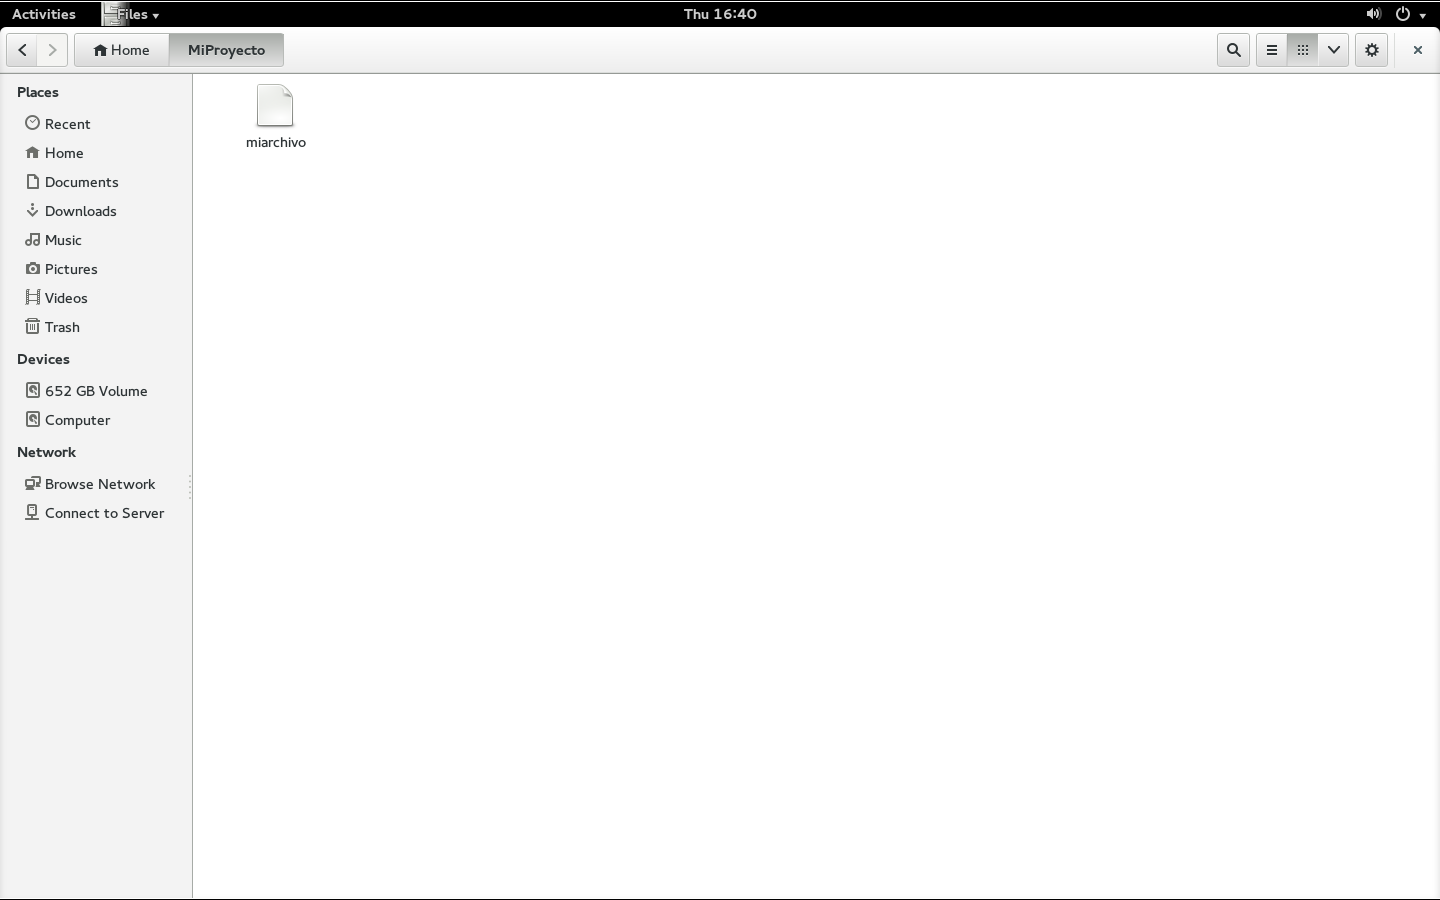 Activities
Files
Thu 16:40
Home
MiProyecto
Places
Recent
Home
Documents
Downloads
Music
Pictures
Videos
Trash
Devices
652 GB Volume
Computer
Network
Browse Network
Connect to Server
miarchivo